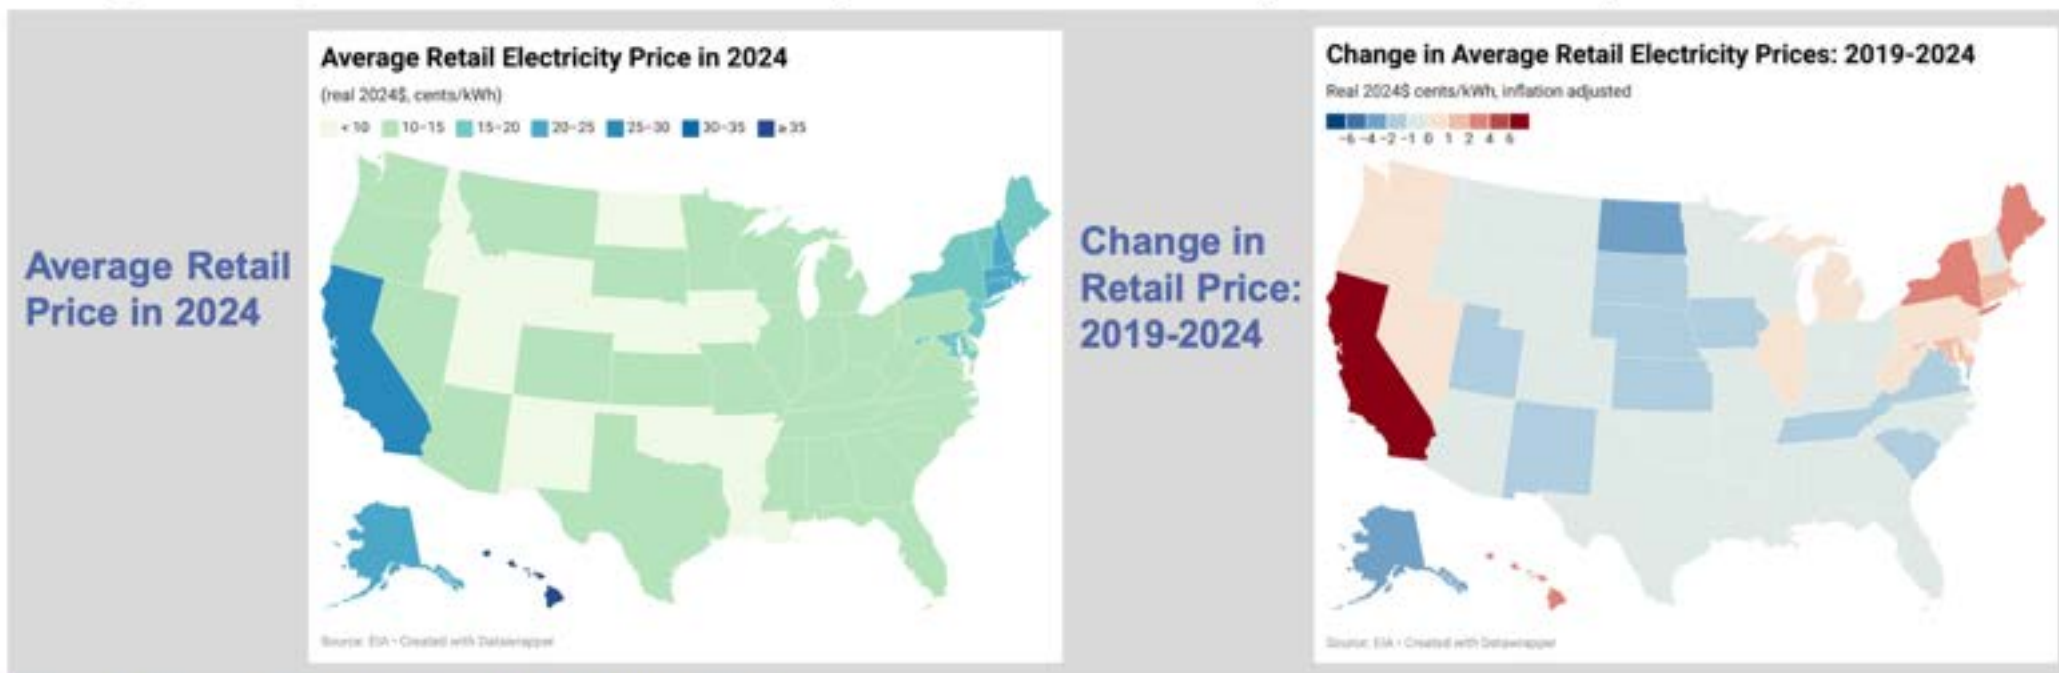 Average Retail
Price in 2024
Average Retail Electricity Price in 2024
(real 2024$, cents/kWh)
< 10 10–15 15–20 20–25 25–30 30–35 ≥ 35
Source: EIA • Created with Datawrapper
Change in
Retail Price:
2019-2024
Change in Average Retail Electricity Prices: 2019-2024
Real 2024$ cents/kWh, inflation adjusted
−6 −4 −2 −1 0 1 2 4 6
Source: EIA • Created with Datawrapper